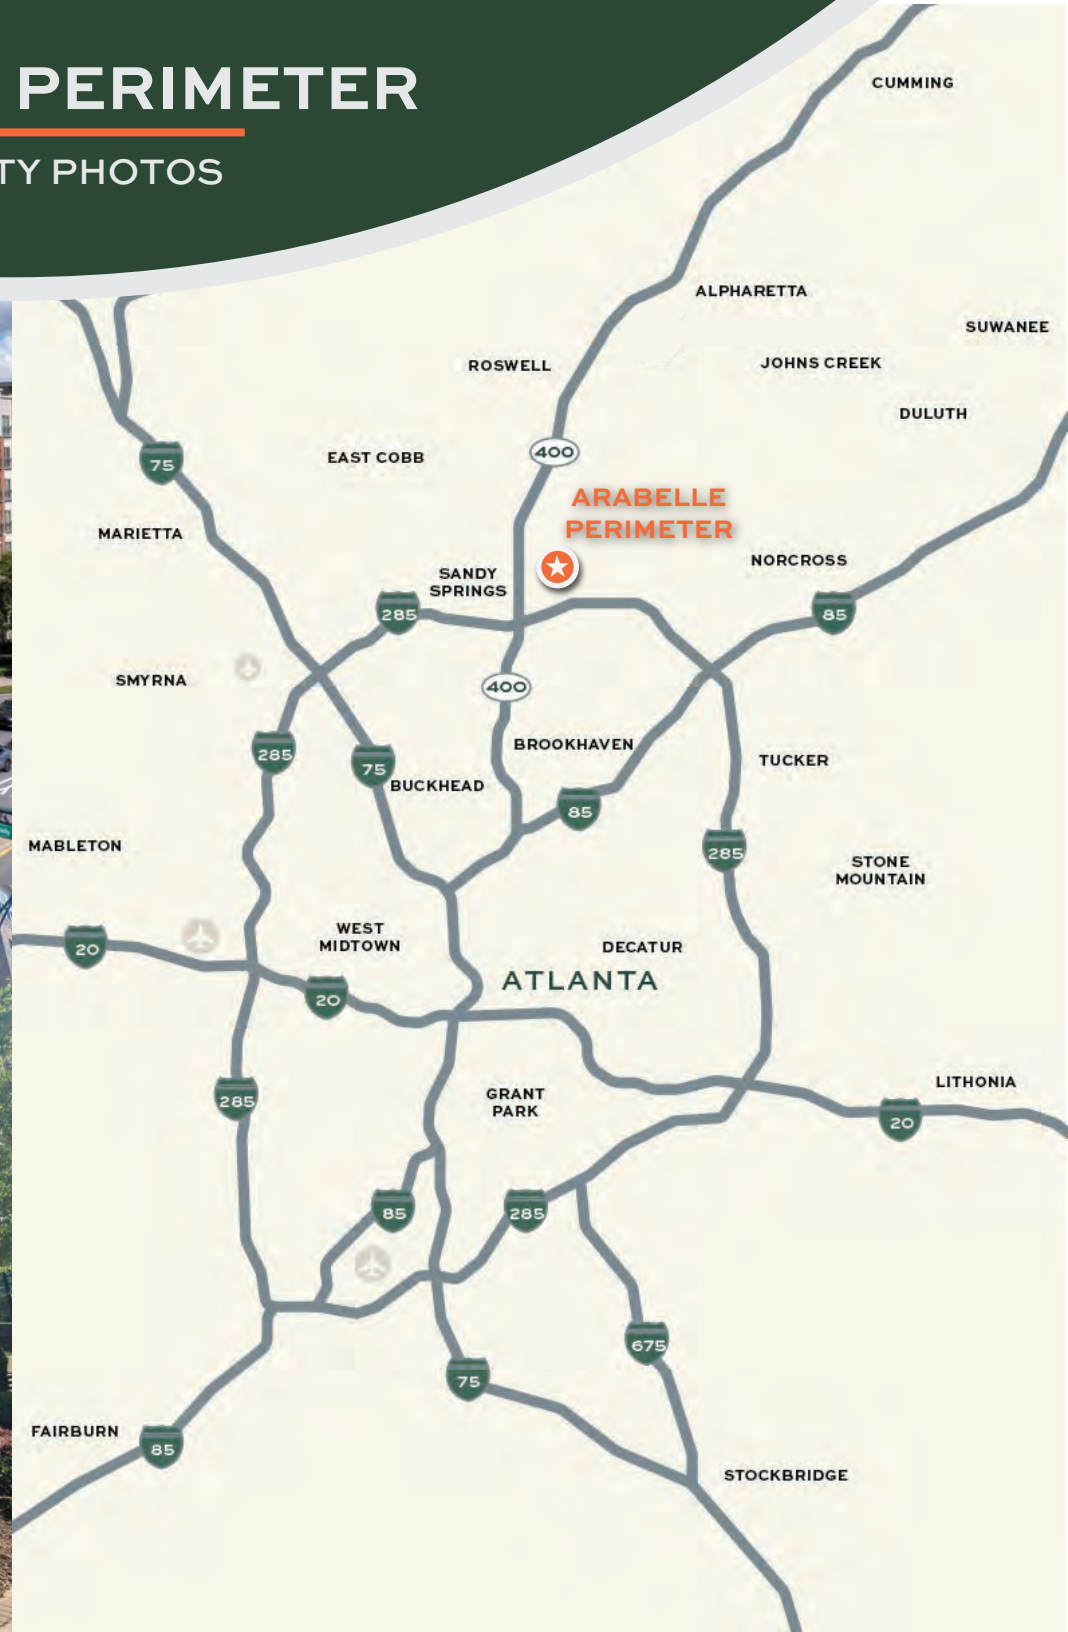 PERIMETER
TY PHOTOS
CUMMING
ALPHARETTA
SUWANEE
ROSWELL
JOHNS CREEK
DULUTH
400
EAST COBB
75
ARABELLE
PERIMETER
MARIETTA
NORCROSS
SANDY
SPRINGS
285
85
SMYRNA
400
BROOKHAVEN
285
75
TUCKER
BUCKHEAD
85
MABLETON
285
STONE
MOUNTAIN
WEST
MIDTOWN
20
DECATUR
ATLANTA
20
LITHONIA
285
GRANT
PARK
20
85
285
675
75
FAIRBURN
85
STOCKBRIDGE